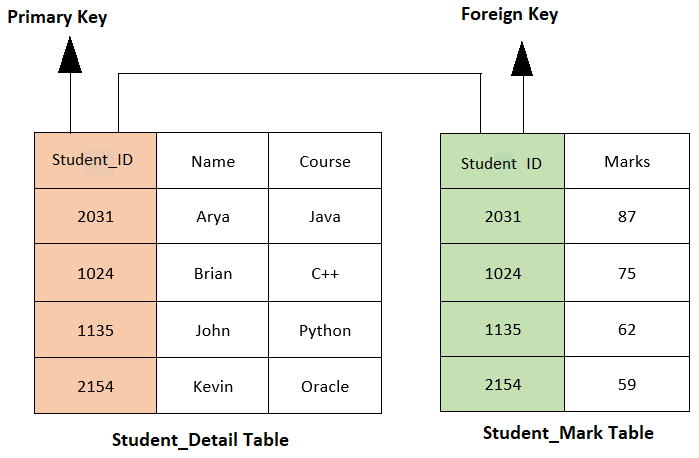 Primary Key
Foreign Key
Student_ID Name Course
2031 Arya Java
1024 Brian C++
1135 John Python
2154 Kevin Oracle
Student_Detail Table
Student ID Marks
2031 87
1024 75
1135 62
2154 59
Student_Mark Table